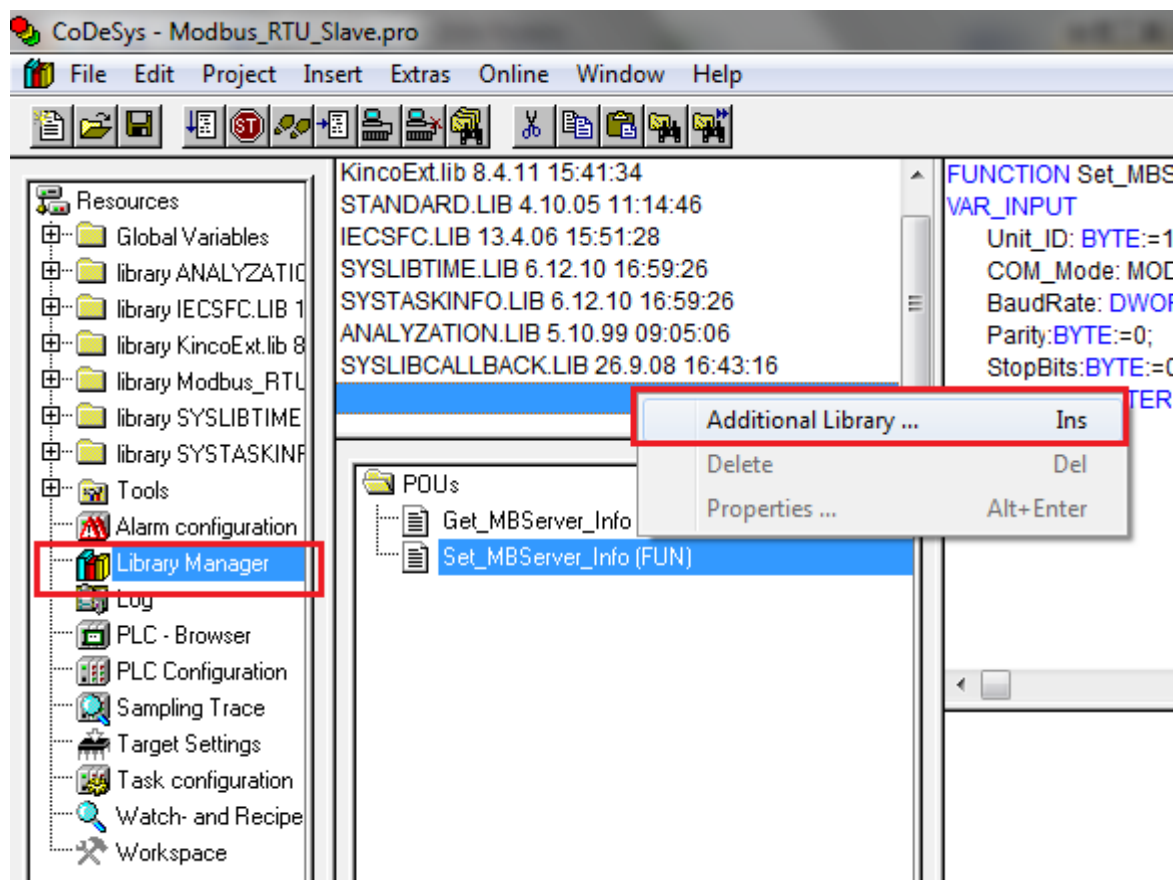 CoDeSys - Modbus_RTU_Slave.pro
File Edit Project Insert Extras Online Window Help
STOP
Resources
Global Variables
library ANALYZATIO
library IECSFC.LIB 1
library KincoExt.lib 8
library Modbus_RTU
library SYSLIBTIME
library SYSTASKINF
Tools
Alarm configuration
Library Manager
Log
PLC - Browser
PLC Configuration
Sampling Trace
Target Settings
Task configuration
Watch- and Recipe
Workspace
KincoExt.lib 8.4.11 15:41:34
STANDARD.LIB 4.10.05 11:14:46
IECSFC.LIB 13.4.06 15:51:28
SYSLIBTIME.LIB 6.12.10 16:59:26
SYSTASKINFO.LIB 6.12.10 16:59:26
ANALYZATION.LIB 5.10.99 09:05:06
SYSLIBCALLBACK.LIB 26.9.08 16:43:16
POUs
Get_MBServer_Info
Set_MBServer_Info (FUN)
Additional Library ... Ins
Delete Del
Properties ... Alt+Enter
FUNCTION Set_MBS
VAR_INPUT
Unit_ID: BYTE:=1
COM_Mode: MOD
BaudRate: DWOR
Parity:BYTE:=0;
StopBits:BYTE:=0
TER